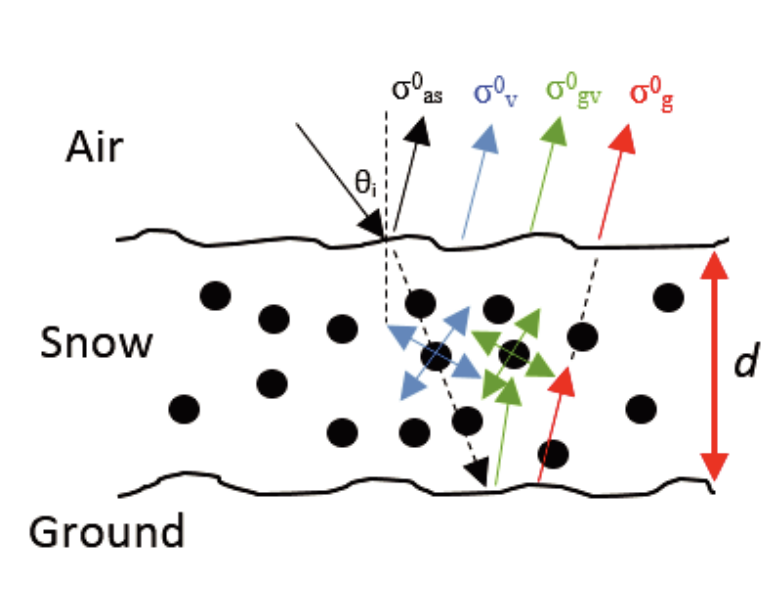 σ⁰as σ⁰v σ⁰gv σ⁰g
Air
θi
Snow
d
Ground